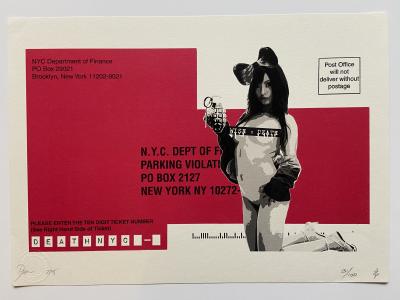 NYC Department of Finance
PO Box 29021
Brooklyn, New York 11202-9021
Post Office
will not
deliver without
postage
N.Y.C. DEPT OF F
PARKING VIOLATI
PO BOX 2127
NEW YORK NY 10272-
PLEASE ENTER THE TEN DIGIT TICKET NUMBER
(See Right Hand Side of Ticket)
DEATHNYC--